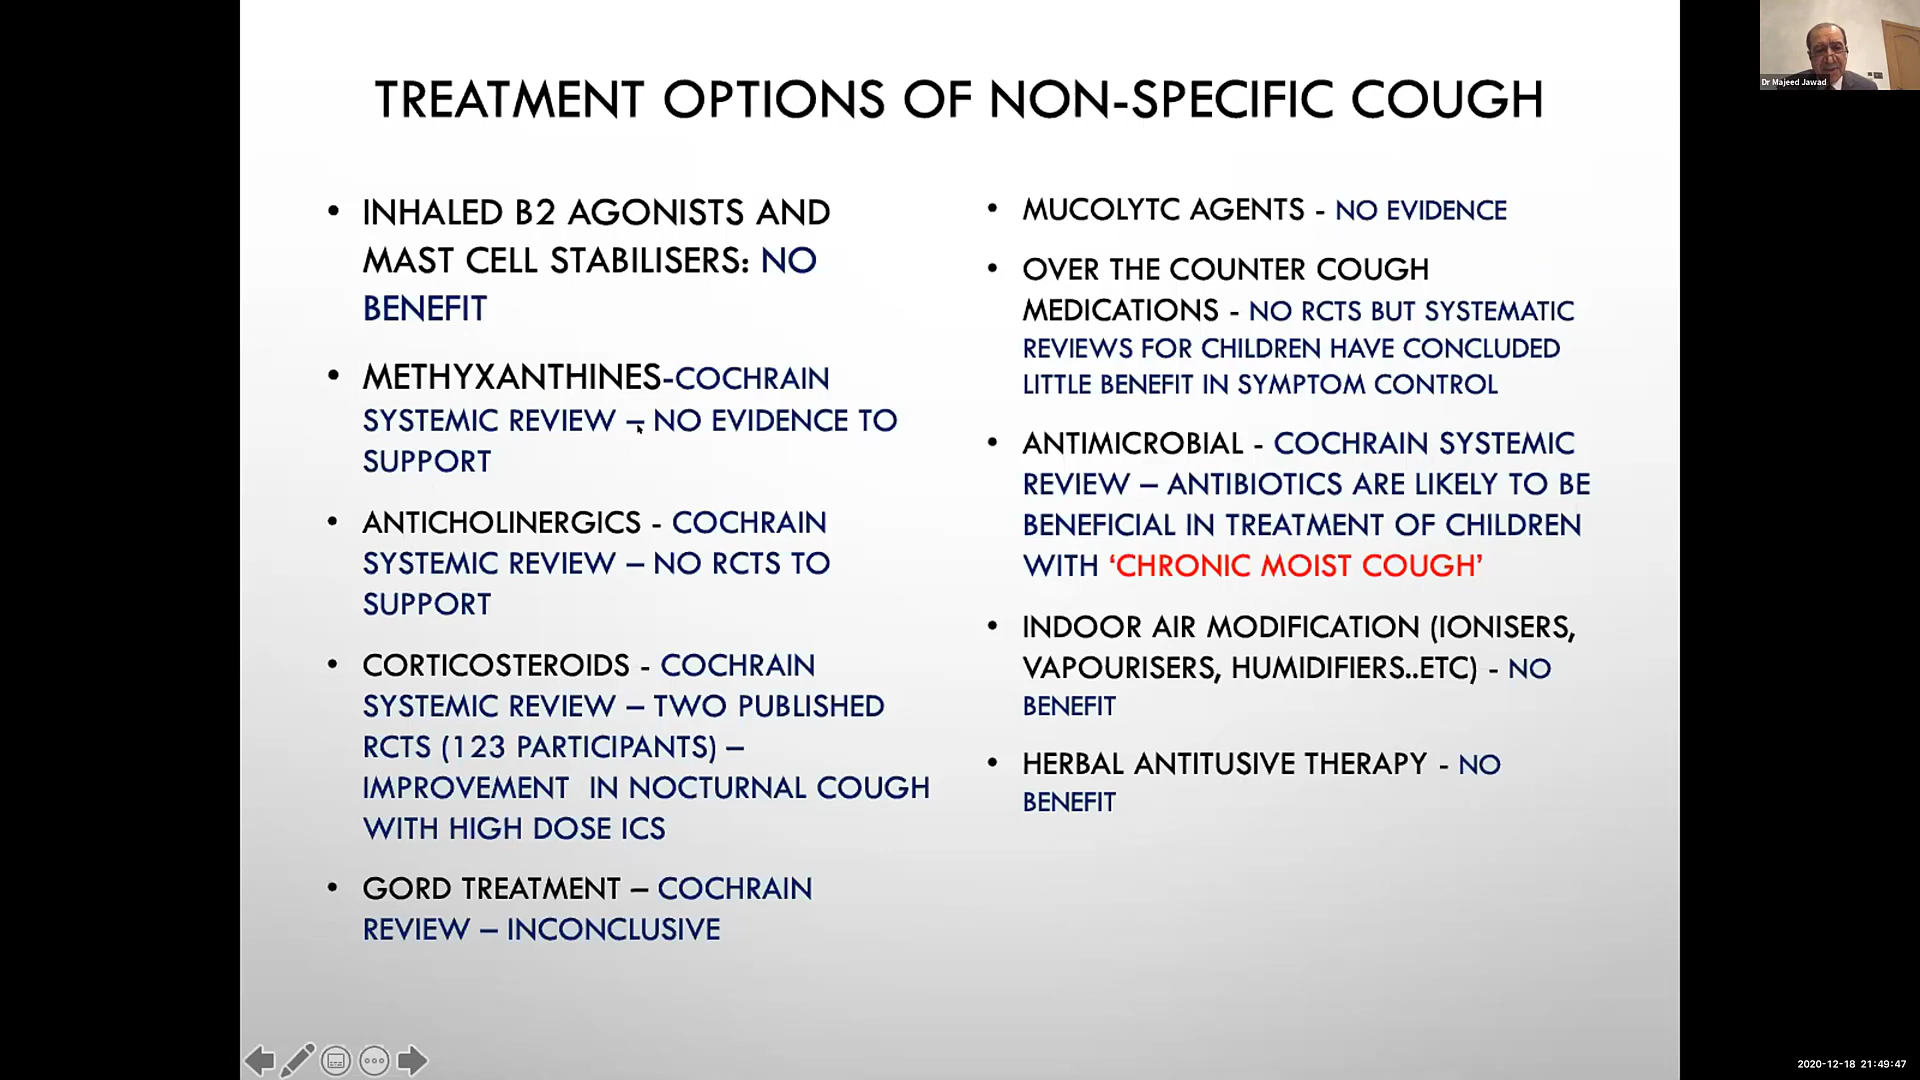 TREATMENT OPTIONS OF NON-SPECIFIC COUGH
• INHALED B2 AGONISTS AND
MAST CELL STABILISERS: NO
BENEFIT
• METHYXANTHINES-COCHRAIN
SYSTEMIC REVIEW – NO EVIDENCE TO
SUPPORT
• ANTICHOLINERGICS - COCHRAIN
SYSTEMIC REVIEW – NO RCTS TO
SUPPORT
• CORTICOSTEROIDS - COCHRAIN
SYSTEMIC REVIEW – TWO PUBLISHED
RCTS (123 PARTICIPANTS) –
IMPROVEMENT IN NOCTURNAL COUGH
WITH HIGH DOSE ICS
• GORD TREATMENT – COCHRAIN
REVIEW – INCONCLUSIVE
• MUCOLYTC AGENTS - NO EVIDENCE
• OVER THE COUNTER COUGH
MEDICATIONS - NO RCTS BUT SYSTEMATIC
REVIEWS FOR CHILDREN HAVE CONCLUDED
LITTLE BENEFIT IN SYMPTOM CONTROL
• ANTIMICROBIAL - COCHRAIN SYSTEMIC
REVIEW – ANTIBIOTICS ARE LIKELY TO BE
BENEFICIAL IN TREATMENT OF CHILDREN
WITH ‘CHRONIC MOIST COUGH’
• INDOOR AIR MODIFICATION (IONISERS,
VAPOURISERS, HUMIDIFIERS..ETC) - NO
BENEFIT
• HERBAL ANTITUSIVE THERAPY - NO
BENEFIT
Dr Majeed Jawad
2020-12-18 21:49:47